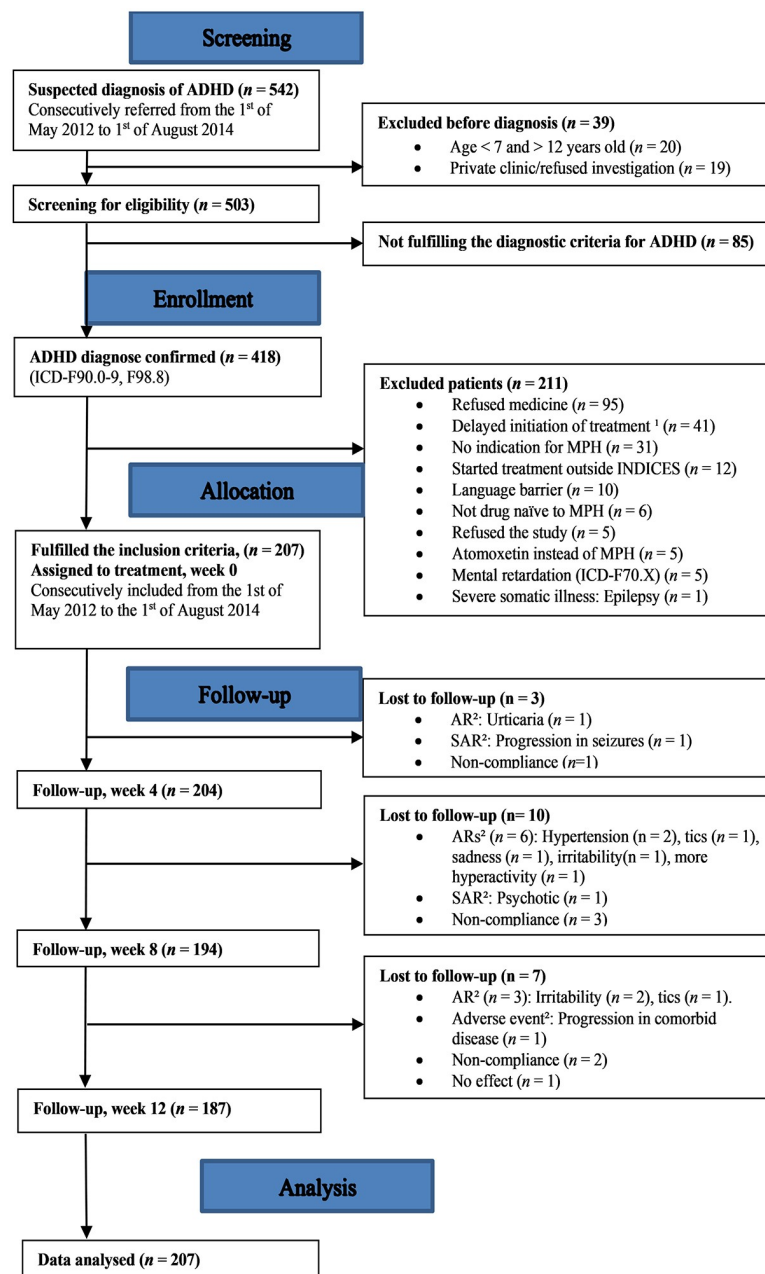 Screening
Suspected diagnosis of ADHD (n = 542)
Consecutively referred from the 1st of
May 2012 to 1st of August 2014
Excluded before diagnosis (n = 39)
• Age < 7 and > 12 years old (n = 20)
• Private clinic/refused investigation (n = 19)
Screening for eligibility (n = 503)
Not fulfilling the diagnostic criteria for ADHD (n = 85)
Enrollment
ADHD diagnose confirmed (n = 418)
(ICD-F90.0-9, F98.8)
Excluded patients (n = 211)
• Refused medicine (n = 95)
• Delayed initiation of treatment ¹ (n = 41)
• No indication for MPH (n = 31)
• Started treatment outside INDICES (n = 12)
• Language barrier (n = 10)
• Not drug naïve to MPH (n = 6)
• Refused the study (n = 5)
• Atomoxetin instead of MPH (n = 5)
• Mental retardation (ICD-F70.X) (n = 5)
• Severe somatic illness: Epilepsy (n = 1)
Allocation
Fulfilled the inclusion criteria, (n = 207)
Assigned to treatment, week 0
Consecutively included from the 1st of
May 2012 to the 1st of August 2014
Follow-up
Lost to follow-up (n = 3)
• AR²: Urticaria (n = 1)
• SAR²: Progression in seizures (n = 1)
• Non-compliance (n=1)
Follow-up, week 4 (n = 204)
Lost to follow-up (n= 10)
• ARs² (n = 6): Hypertension (n = 2), tics (n = 1),
sadness (n = 1), irritability(n = 1), more
hyperactivity (n = 1)
• SAR²: Psychotic (n = 1)
• Non-compliance (n = 3)
Follow-up, week 8 (n = 194)
Lost to follow-up (n = 7)
• AR² (n = 3): Irritability (n = 2), tics (n = 1).
• Adverse event²: Progression in comorbid
disease (n = 1)
• Non-compliance (n = 2)
• No effect (n = 1)
Follow-up, week 12 (n = 187)
Analysis
Data analysed (n = 207)